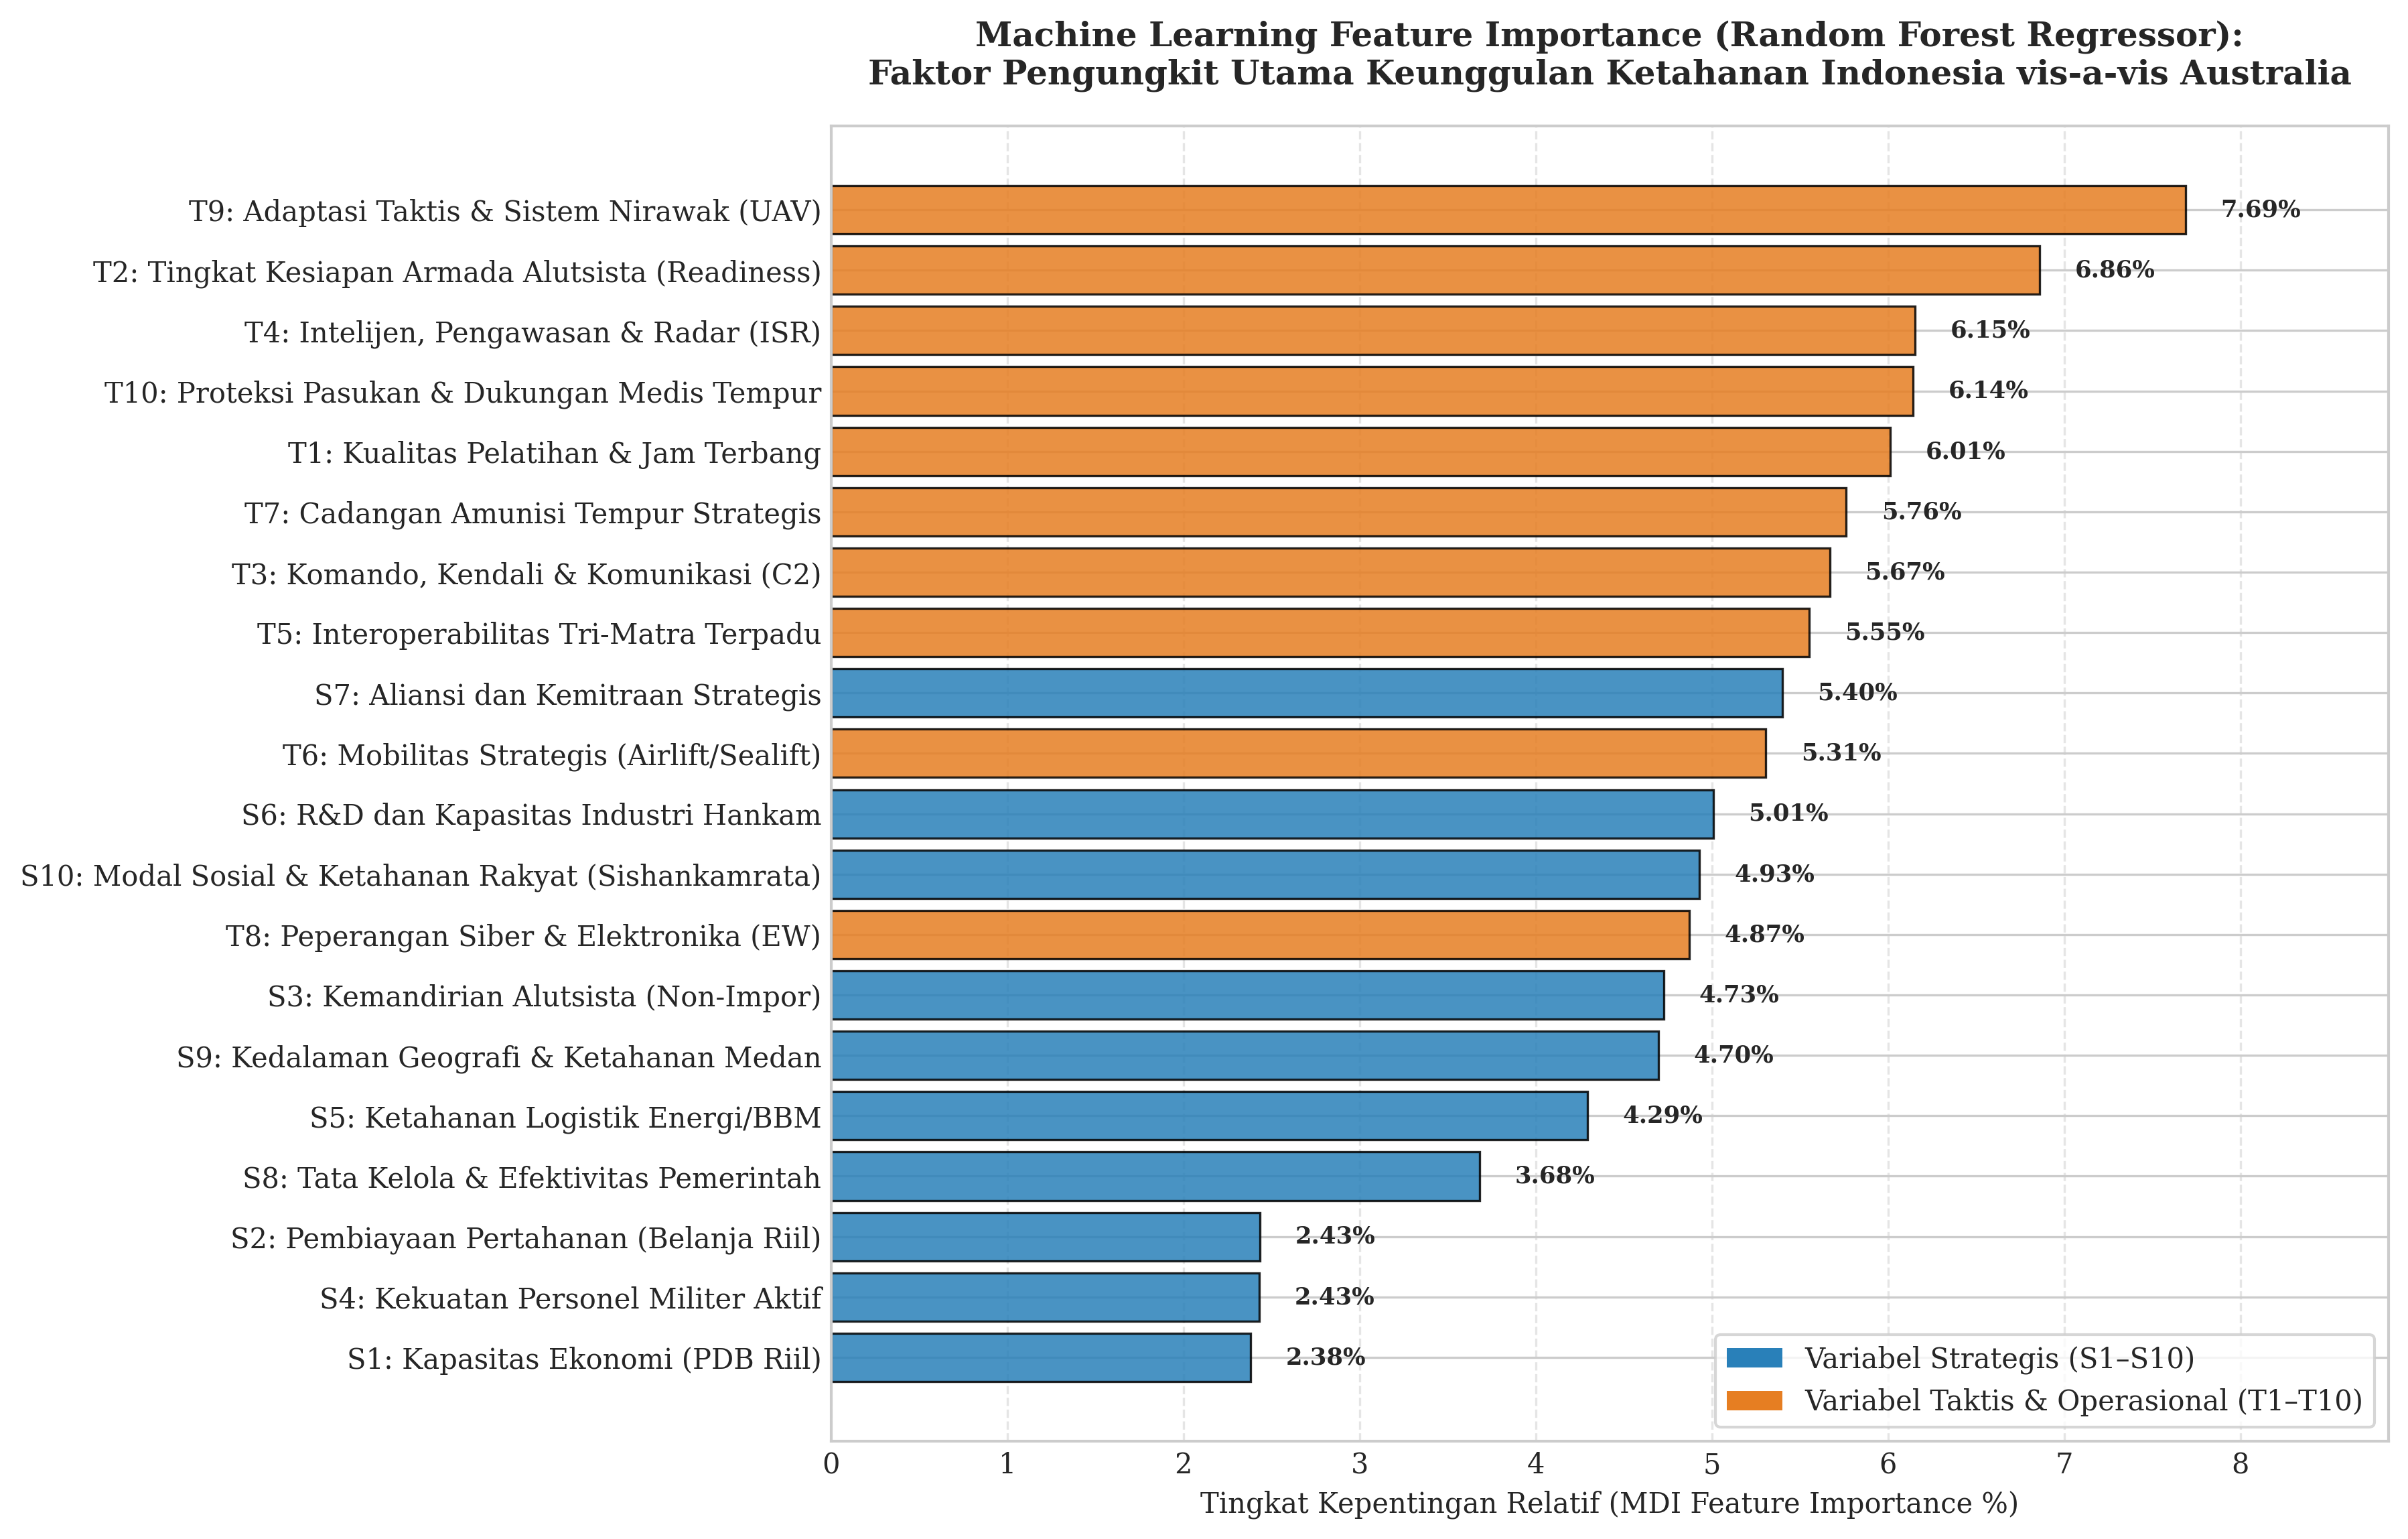 Machine Learning Feature Importance (Random Forest Regressor):
Faktor Pengungkit Utama Keunggulan Ketahanan Indonesia vis-a-vis Australia
T9: Adaptasi Taktis & Sistem Nirawak (UAV)
7.69%
T2: Tingkat Kesiapan Armada Alutsista (Readiness)
6.86%
T4: Intelijen, Pengawasan & Radar (ISR)
6.15%
T10: Proteksi Pasukan & Dukungan Medis Tempur
6.14%
T1: Kualitas Pelatihan & Jam Terbang
6.01%
T7: Cadangan Amunisi Tempur Strategis
5.76%
T3: Komando, Kendali & Komunikasi (C2)
5.67%
T5: Interoperabilitas Tri-Matra Terpadu
5.55%
S7: Aliansi dan Kemitraan Strategis
5.40%
T6: Mobilitas Strategis (Airlift/Sealift)
5.31%
S6: R&D dan Kapasitas Industri Hankam
5.01%
S10: Modal Sosial & Ketahanan Rakyat (Sishankamrata)
4.93%
T8: Peperangan Siber & Elektronika (EW)
4.87%
S3: Kemandirian Alutsista (Non-Impor)
4.73%
S9: Kedalaman Geografi & Ketahanan Medan
4.70%
S5: Ketahanan Logistik Energi/BBM
4.29%
S8: Tata Kelola & Efektivitas Pemerintah
3.68%
S2: Pembiayaan Pertahanan (Belanja Riil)
2.43%
S4: Kekuatan Personel Militer Aktif
2.43%
S1: Kapasitas Ekonomi (PDB Riil)
2.38%
Variabel Strategis (S1–S10)
Variabel Taktis & Operasional (T1–T10)
0 1 2 3 4 5 6 7 8
Tingkat Kepentingan Relatif (MDI Feature Importance %)